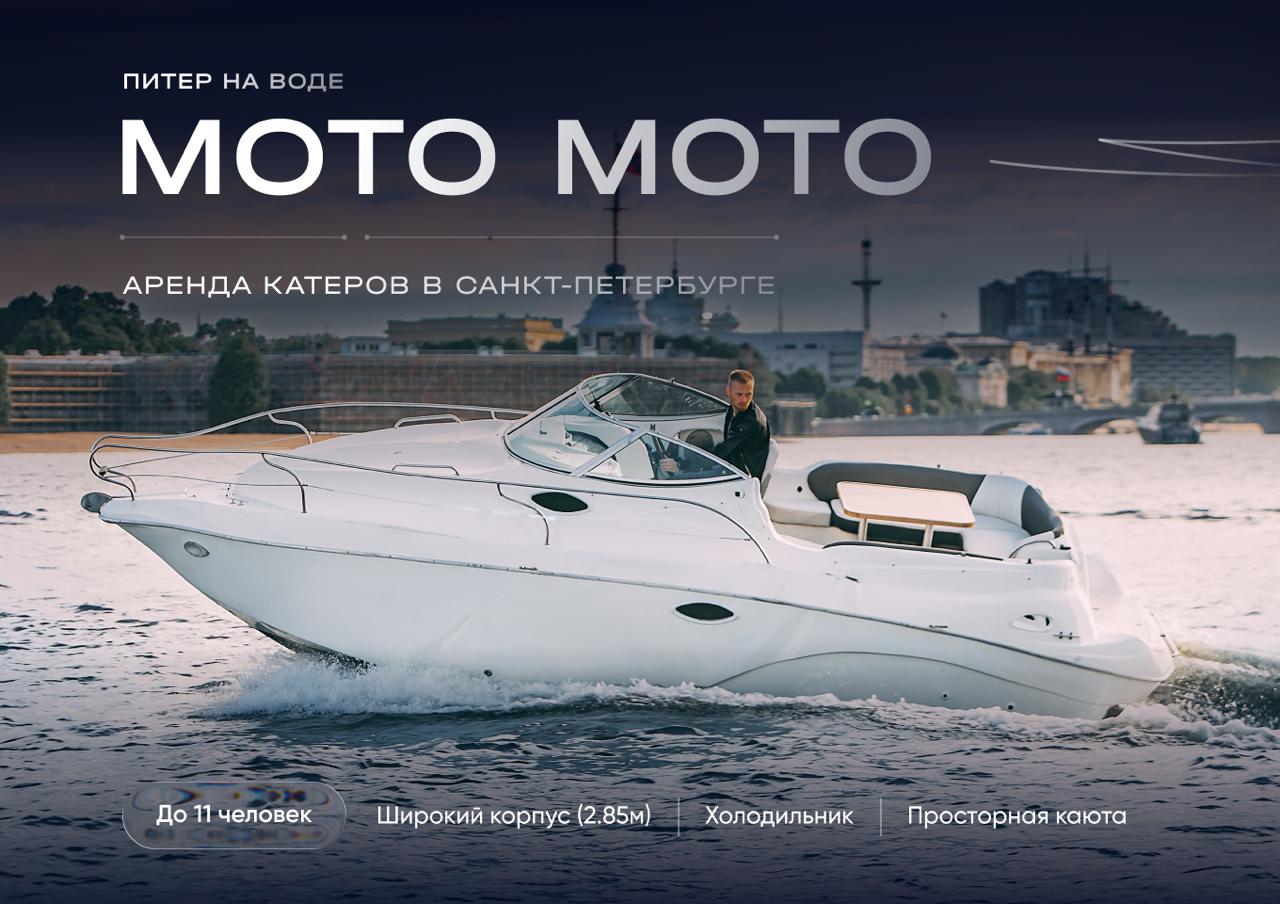 ПИТЕР НА ВОДЕ
МОТО МОТО
АРЕНДА КАТЕРОВ В САНКТ-ПЕТЕРБУРГЕ
До 11 человек
Широкий корпус (2.85м)
Холодильник
Просторная каюта